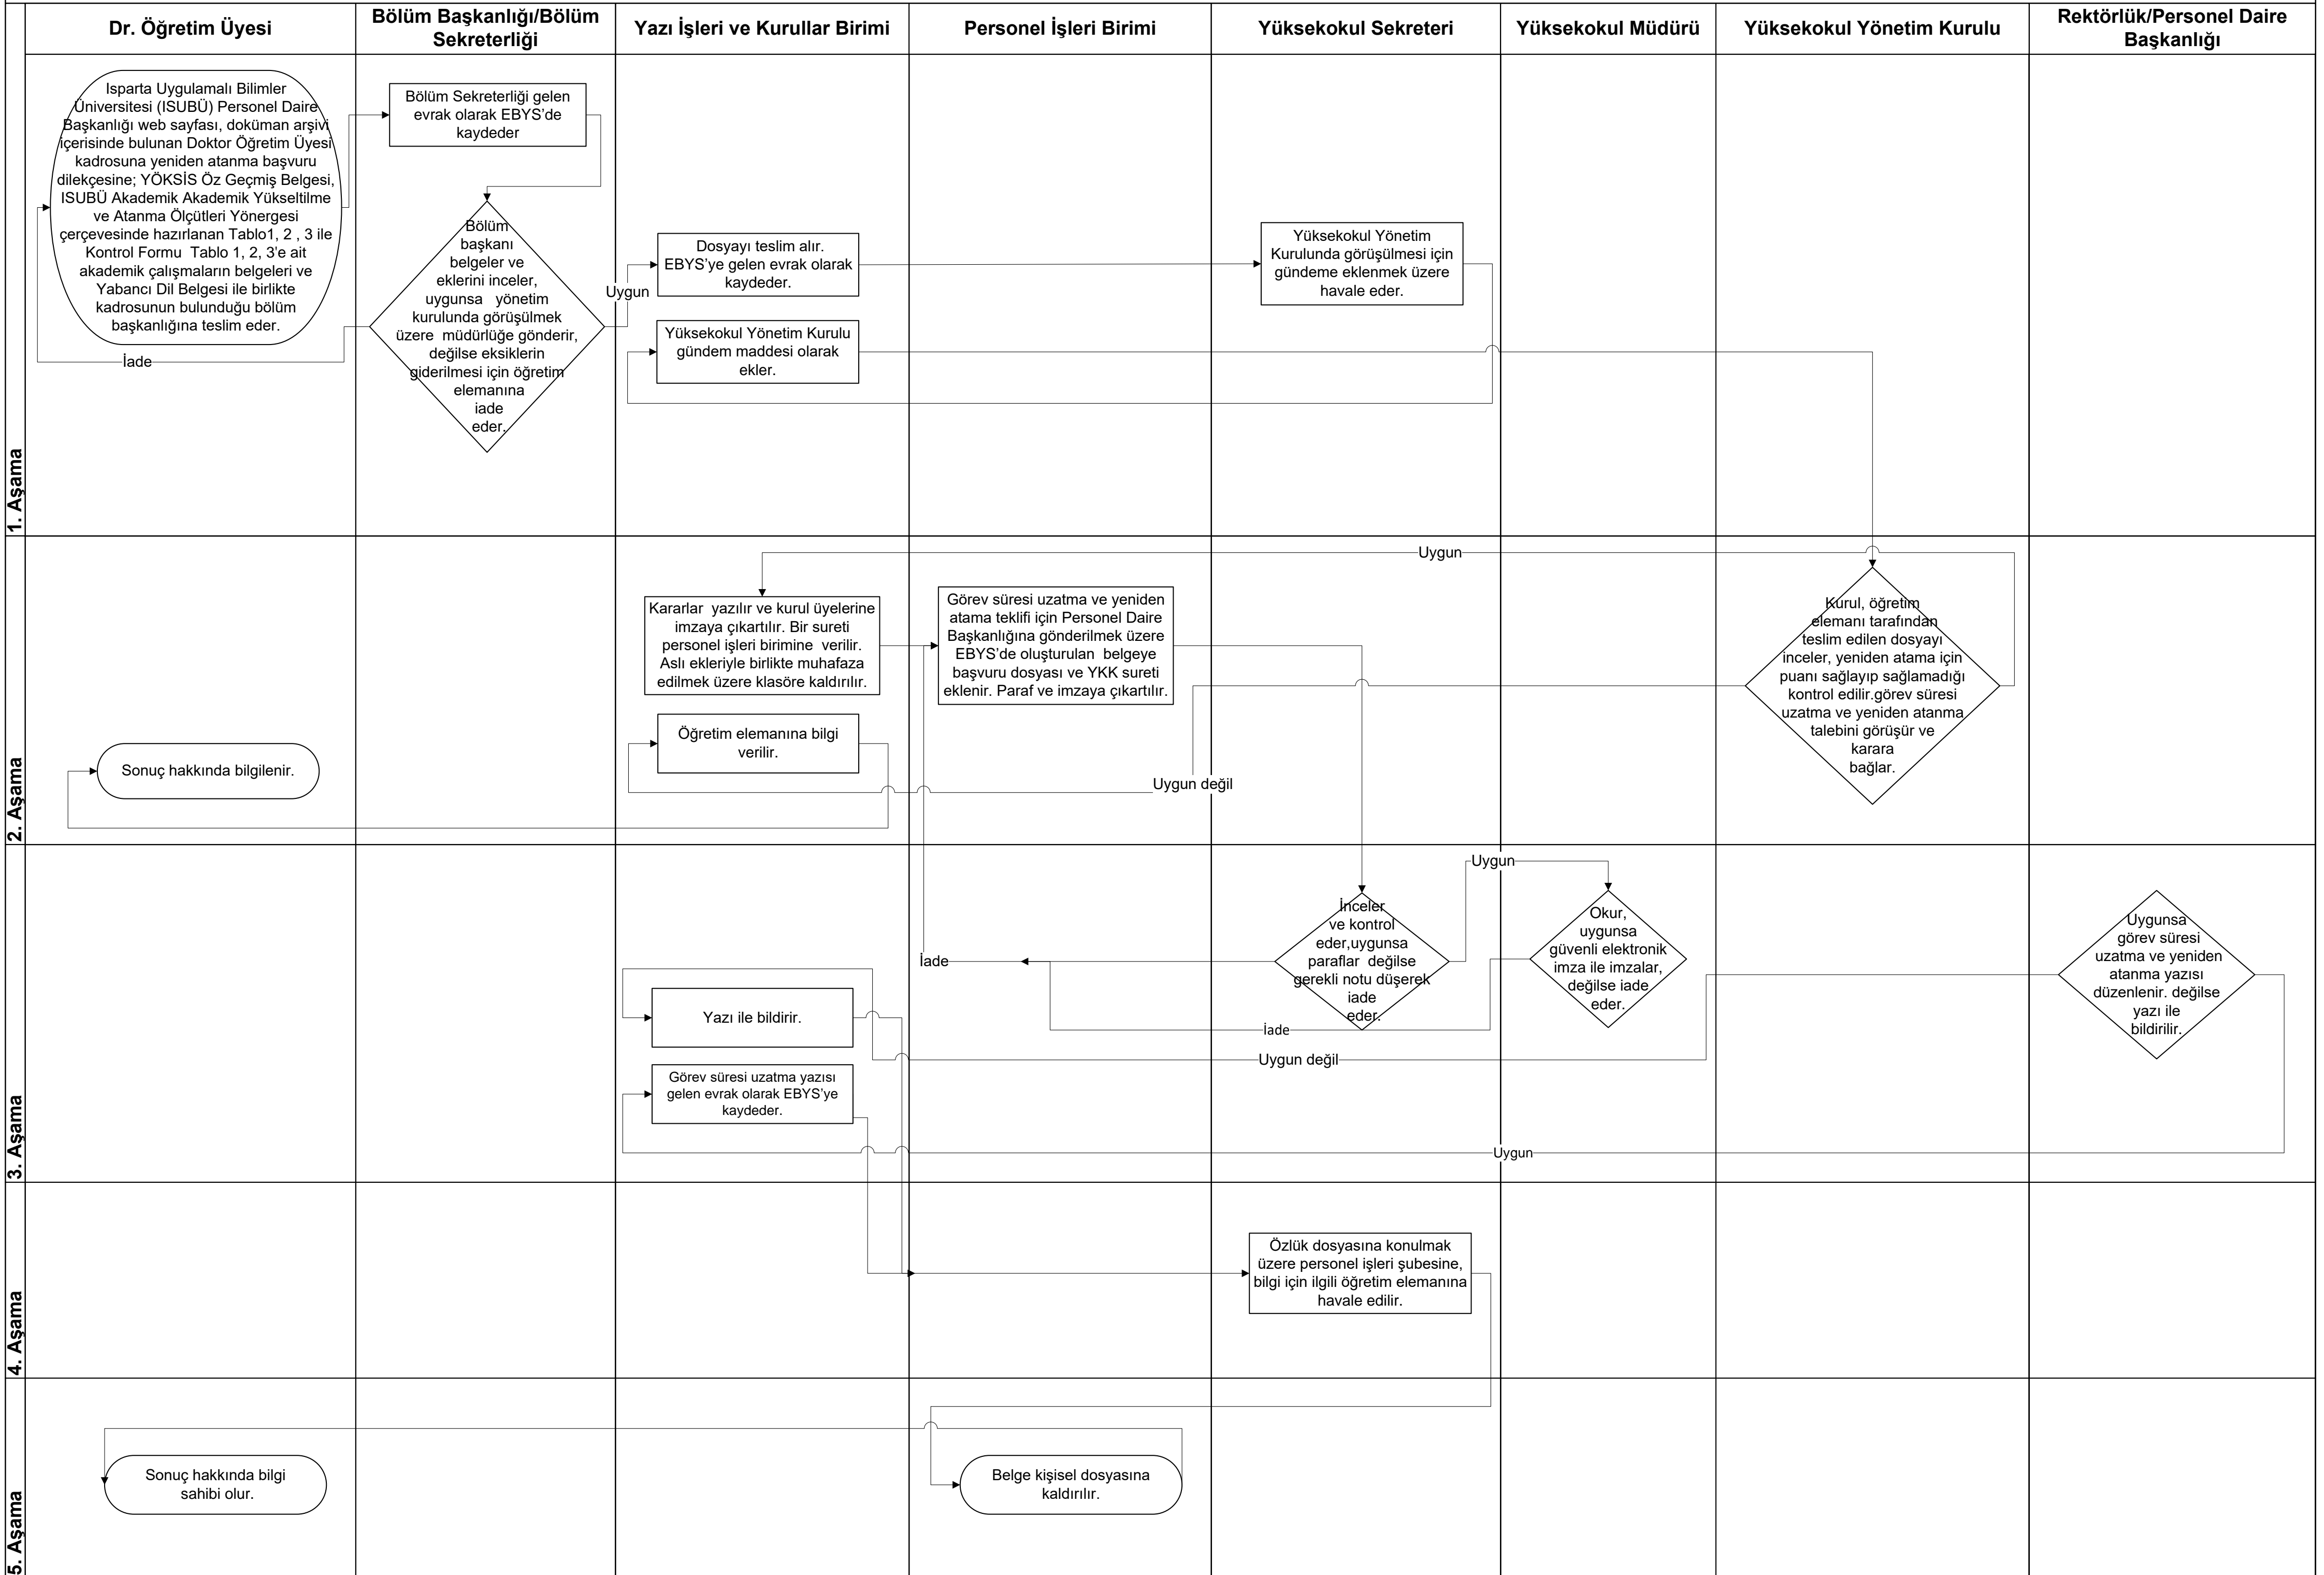 Dr. Öğretim Üyesi
Bölüm Başkanlığı/Bölüm
Sekreterliği
Yazı İşleri ve Kurullar Birimi
Personel İşleri Birimi
Yüksekokul Sekreteri
Yüksekokul Müdürü
Yüksekokul Yönetim Kurulu
Rektörlük/Personel Daire
Başkanlığı
1. Aşama
Isparta Uygulamalı Bilimler
Üniversitesi (ISUBÜ) Personel Daire
Başkanlığı web sayfası, doküman arşivi
içerisinde bulunan Doktor Öğretim Üyesi
kadrosuna yeniden atanma başvuru
dilekçesine; YÖKSİS Öz Geçmiş Belgesi,
ISUBÜ Akademik Akademik Yükseltilme
ve Atanma Ölçütleri Yönergesi
çerçevesinde hazırlanan Tablo1, 2 , 3 ile
Kontrol Formu  Tablo 1, 2, 3'e ait
akademik çalışmaların belgeleri ve
Yabancı Dil Belgesi ile birlikte
kadrosunun bulunduğu bölüm
başkanlığına teslim eder.
İade
Bölüm Sekreterliği gelen
evrak olarak EBYS’de
kaydeder
Bölüm
başkanı
belgeler ve
eklerini inceler,
uygunsa   yönetim
kurulunda görüşülmek
üzere  müdürlüğe gönderir,
değilse eksiklerin
giderilmesi için öğretim
elemanına
iade
eder.
Uygun
Dosyayı teslim alır.
EBYS’ye gelen evrak olarak
kaydeder.
Yüksekokul Yönetim Kurulu
gündem maddesi olarak
ekler.
Yüksekokul Yönetim
Kurulunda görüşülmesi için
gündeme eklenmek üzere
havale eder.
2. Aşama
Uygun
Kararlar  yazılır ve kurul üyelerine
imzaya çıkartılır. Bir sureti
personel işleri birimine  verilir.
Aslı ekleriyle birlikte muhafaza
edilmek üzere klasöre kaldırılır.
Görev süresi uzatma ve yeniden
atama teklifi için Personel Daire
Başkanlığına gönderilmek üzere
EBYS’de oluşturulan  belgeye
başvuru dosyası ve YKK sureti
eklenir. Paraf ve imzaya çıkartılır.
Kurul, öğretim
elemanı tarafından
teslim edilen dosyayı
inceler, yeniden atama için
puanı sağlayıp sağlamadığı
kontrol edilir.görev süresi
uzatma ve yeniden atanma
talebini görüşür ve
karara
bağlar.
Öğretim elemanına bilgi
verilir.
Sonuç hakkında bilgilenir.
Uygun değil
3. Aşama
Uygun
İnceler
ve kontrol
eder,uygunsa
paraflar  değilse
gerekli notu düşerek
iade
eder.
Okur,
uygunsa
güvenli elektronik
imza ile imzalar,
değilse iade
eder.
Uygunsa
görev süresi
uzatma ve yeniden
atanma yazısı
düzenlenir. değilse
yazı ile
bildirilir.
İade
Yazı ile bildirir.
İade
Uygun değil
Görev süresi uzatma yazısı
gelen evrak olarak EBYS’ye
kaydeder.
Uygun
4. Aşama
Özlük dosyasına konulmak
üzere personel işleri şubesine,
bilgi için ilgili öğretim elemanına
havale edilir.
5. Aşama
Sonuç hakkında bilgi
sahibi olur.
Belge kişisel dosyasına
kaldırılır.